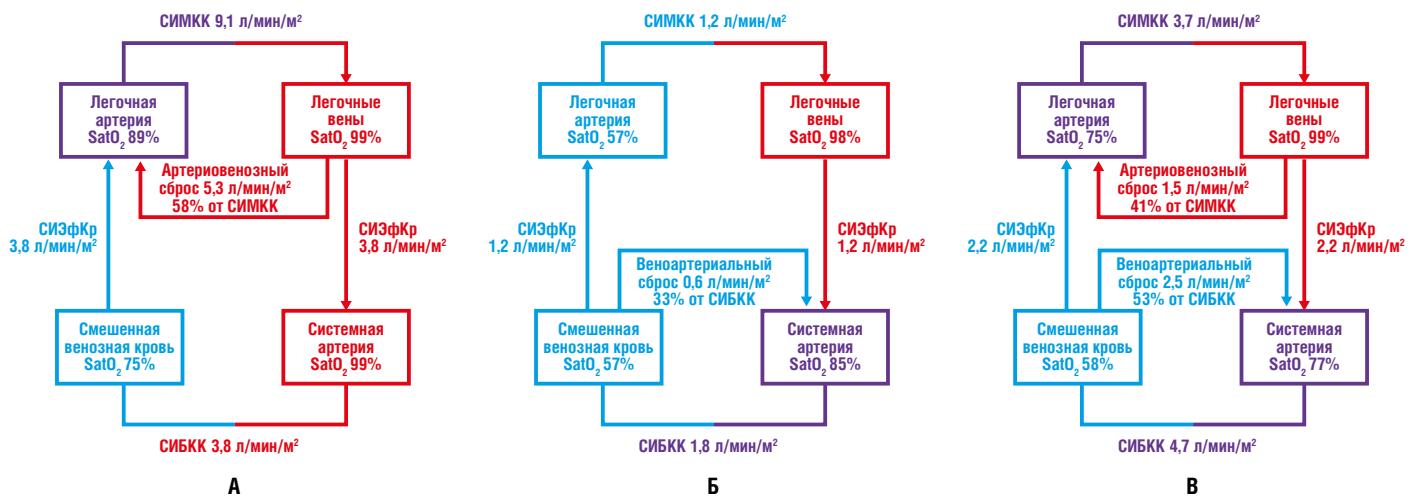 СИМКК 9,1 л/мин/м²
Легочная
артерия
SatO₂ 89%
Легочные
вены
SatO₂ 99%
Артериовенозный
сброс 5,3 л/мин/м²
58% от СИМКК
СИЭфКр
3,8 л/мин/м²
СИЭфКр
3,8 л/мин/м²
Смешенная
венозная кровь
SatO₂ 75%
Системная
артерия
SatO₂ 99%
СИБКК 3,8 л/мин/м²
А
СИМКК 1,2 л/мин/м²
Легочная
артерия
SatO₂ 57%
Легочные
вены
SatO₂ 98%
СИЭфКр
1,2 л/мин/м²
СИЭфКр
1,2 л/мин/м²
Веноартериальный
сброс 0,6 л/мин/м²
33% от СИБКК
Смешенная
венозная кровь
SatO₂ 57%
Системная
артерия
SatO₂ 85%
СИБКК 1,8 л/мин/м²
Б
СИМКК 3,7 л/мин/м²
Легочная
артерия
SatO₂ 75%
Легочные
вены
SatO₂ 99%
Артериовенозный
сброс 1,5 л/мин/м²
41% от СИМКК
СИЭфКр
2,2 л/мин/м²
СИЭфКр
2,2 л/мин/м²
Веноартериальный
сброс 2,5 л/мин/м²
53% от СИБКК
Смешенная
венозная кровь
SatO₂ 58%
Системная
артерия
SatO₂ 77%
СИБКК 4,7 л/мин/м²
В